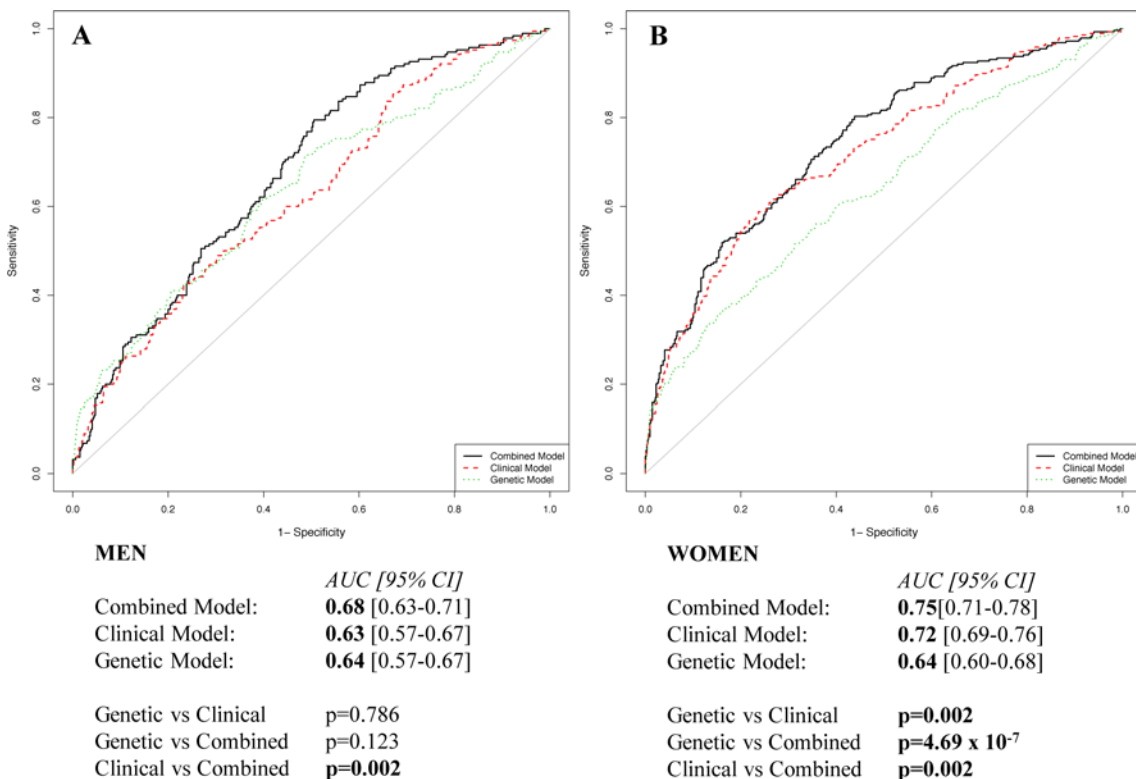 A
1.0
0.8
0.6
0.4
0.2
0.0
Sensitivity
Combined Model
Clinical Model
Genetic Model
0.0 0.2 0.4 0.6 0.8 1.0
1− Specificity
MEN
AUC [95% CI]
Combined Model: 0.68 [0.63-0.71]
Clinical Model: 0.63 [0.57-0.67]
Genetic Model: 0.64 [0.57-0.67]
Genetic vs Clinical p=0.786
Genetic vs Combined p=0.123
Clinical vs Combined p=0.002
B
1.0
0.8
0.6
0.4
0.2
0.0
Sensitivity
Combined Model
Clinical Model
Genetic Model
0.0 0.2 0.4 0.6 0.8 1.0
1− Specificity
WOMEN
AUC [95% CI]
Combined Model: 0.75[0.71-0.78]
Clinical Model: 0.72 [0.69-0.76]
Genetic Model: 0.64 [0.60-0.68]
Genetic vs Clinical p=0.002
Genetic vs Combined p=4.69 x 10⁻⁷
Clinical vs Combined p=0.002